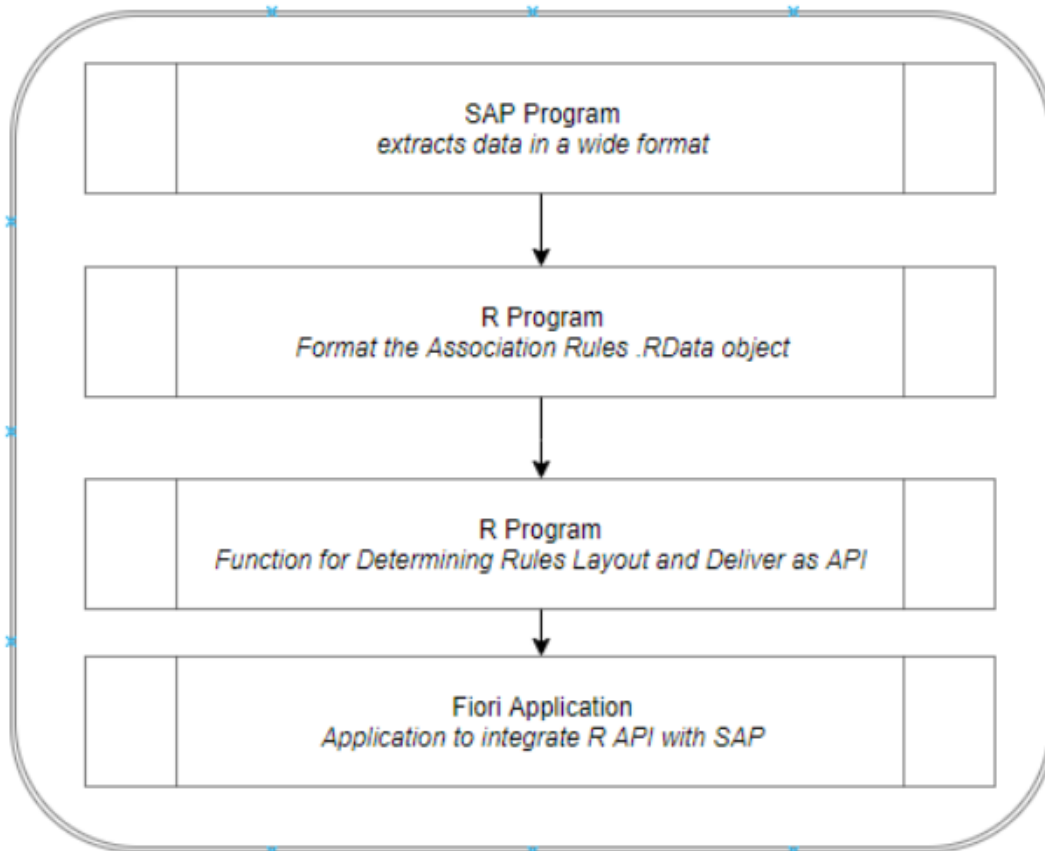 SAP Program
extracts data in a wide format
R Program
Format the Association Rules .RData object
R Program
Function for Determining Rules Layout and Deliver as API
Fiori Application
Application to integrate R API with SAP